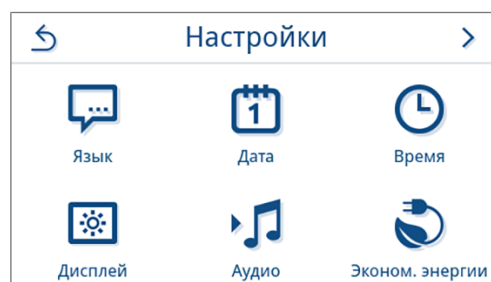 Настройки
Язык
Дата
1
Время
Дисплей
Аудио
Эконом. энергии